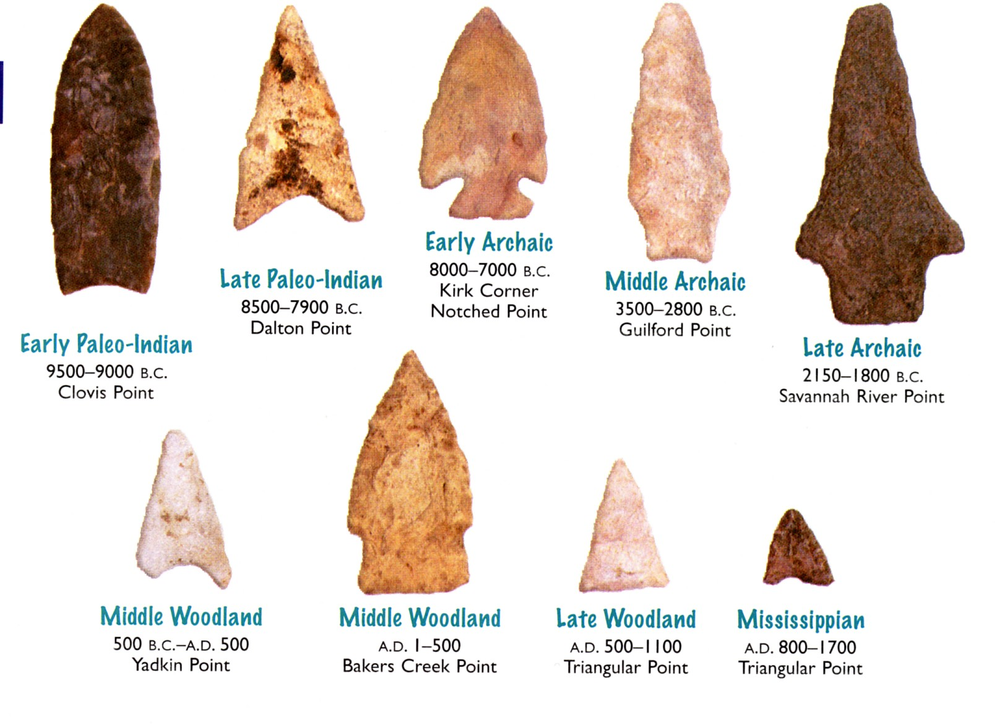 Early Paleo-Indian
9500–9000 B.C.
Clovis Point
Late Paleo-Indian
8500–7900 B.C.
Dalton Point
Early Archaic
8000–7000 B.C.
Kirk Corner
Notched Point
Middle Archaic
3500–2800 B.C.
Guilford Point
Late Archaic
2150–1800 B.C.
Savannah River Point
Middle Woodland
500 B.C.–A.D. 500
Yadkin Point
Middle Woodland
A.D. 1–500
Bakers Creek Point
Late Woodland
A.D. 500–1100
Triangular Point
Mississippian
A.D. 800–1700
Triangular Point